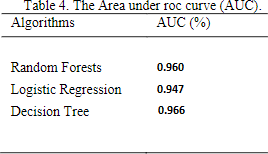 Table 4. The Area under roc curve (AUC).
Algorithms AUC (%)
Random Forests 0.960
Logistic Regression 0.947
Decision Tree 0.966